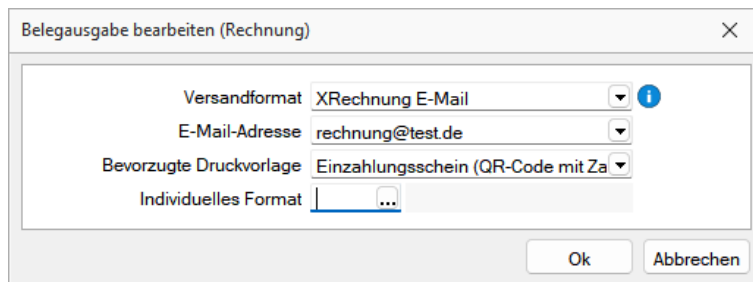 Belegausgabe bearbeiten (Rechnung)
Versandformat XRechnung E-Mail
E-Mail-Adresse rechnung@test.de
Bevorzugte Druckvorlage Einzahlungsschein (QR-Code mit Za
Individuelles Format ...
Ok Abbrechen